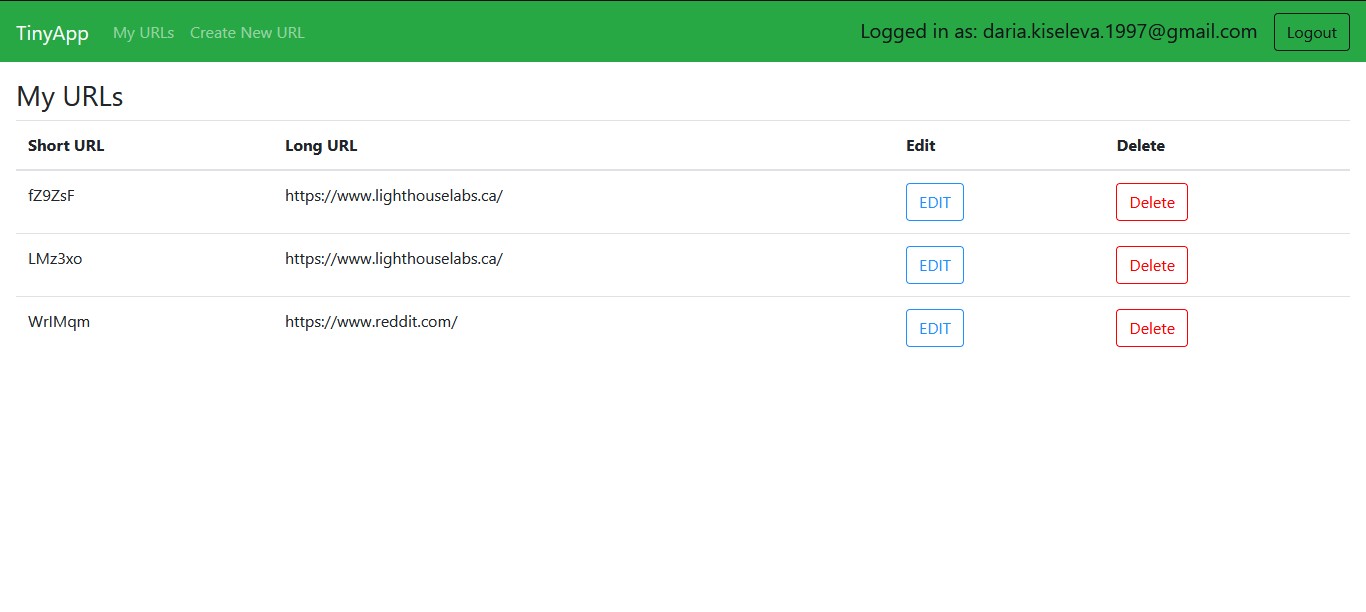 TinyApp My URLs Create New URL Logged in as: daria.kiseleva.1997@gmail.com Logout
My URLs
Short URL Long URL Edit Delete
fZ9ZsF https://www.lighthouselabs.ca/ EDIT Delete
LMz3xo https://www.lighthouselabs.ca/ EDIT Delete
WrIMqm https://www.reddit.com/ EDIT Delete